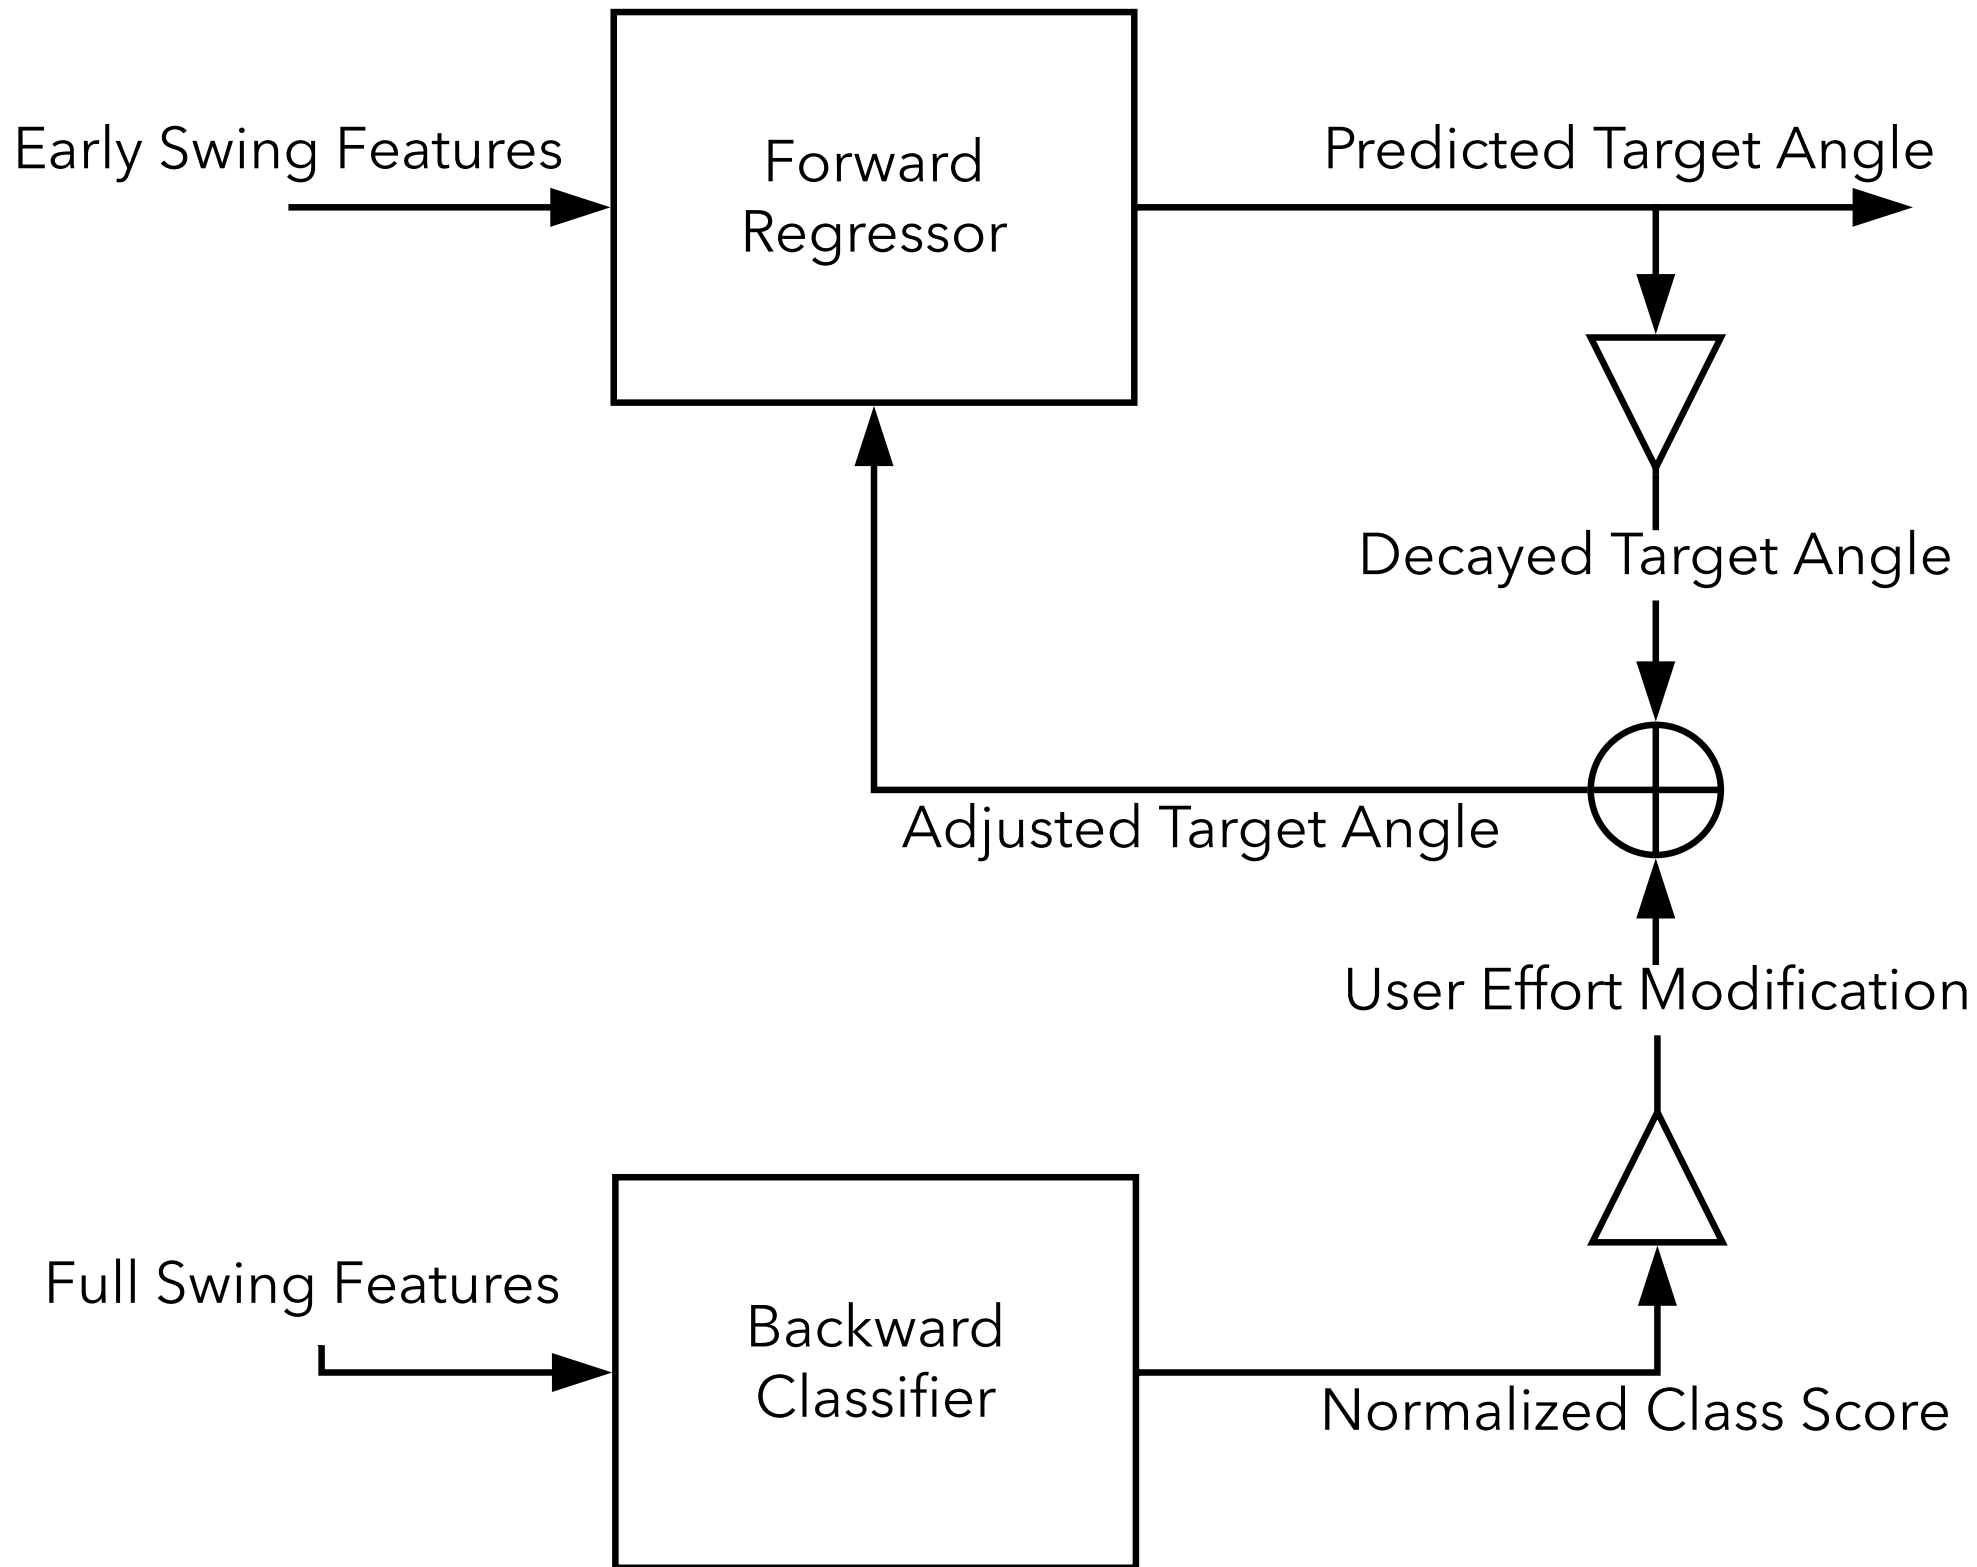 Early Swing Features
Forward
Regressor
Predicted Target Angle
Decayed Target Angle
Adjusted Target Angle
User Effort Modification
Full Swing Features
Backward
Classifier
Normalized Class Score